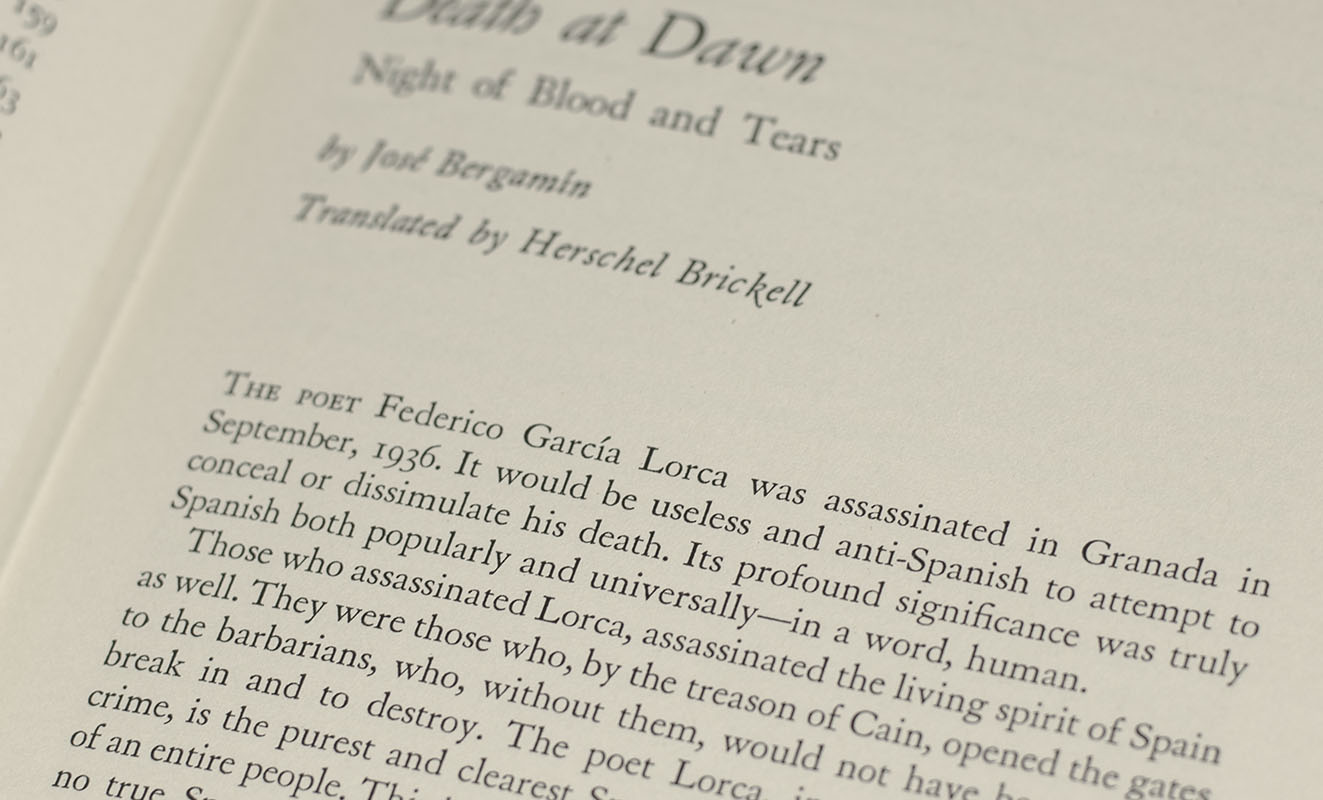 159
161
63
Death at Dawn
Night of Blood and Tears
by José Bergamín
Translated by Herschel Brickell
THE POET Federico García Lorca was assassinated in Granada in
September, 1936. It would be useless and anti-Spanish to attempt to
conceal or dissimulate his death. Its profound significance was truly
Spanish both popularly and universally—in a word, human.
Those who assassinated Lorca, assassinated the living spirit of Spain
as well. They were those who, by the treason of Cain, opened the gates
to the barbarians, who, without them, would not have
break in and to destroy. The poet Lorca,
crime, is the purest and clearest
of an entire people.
no true